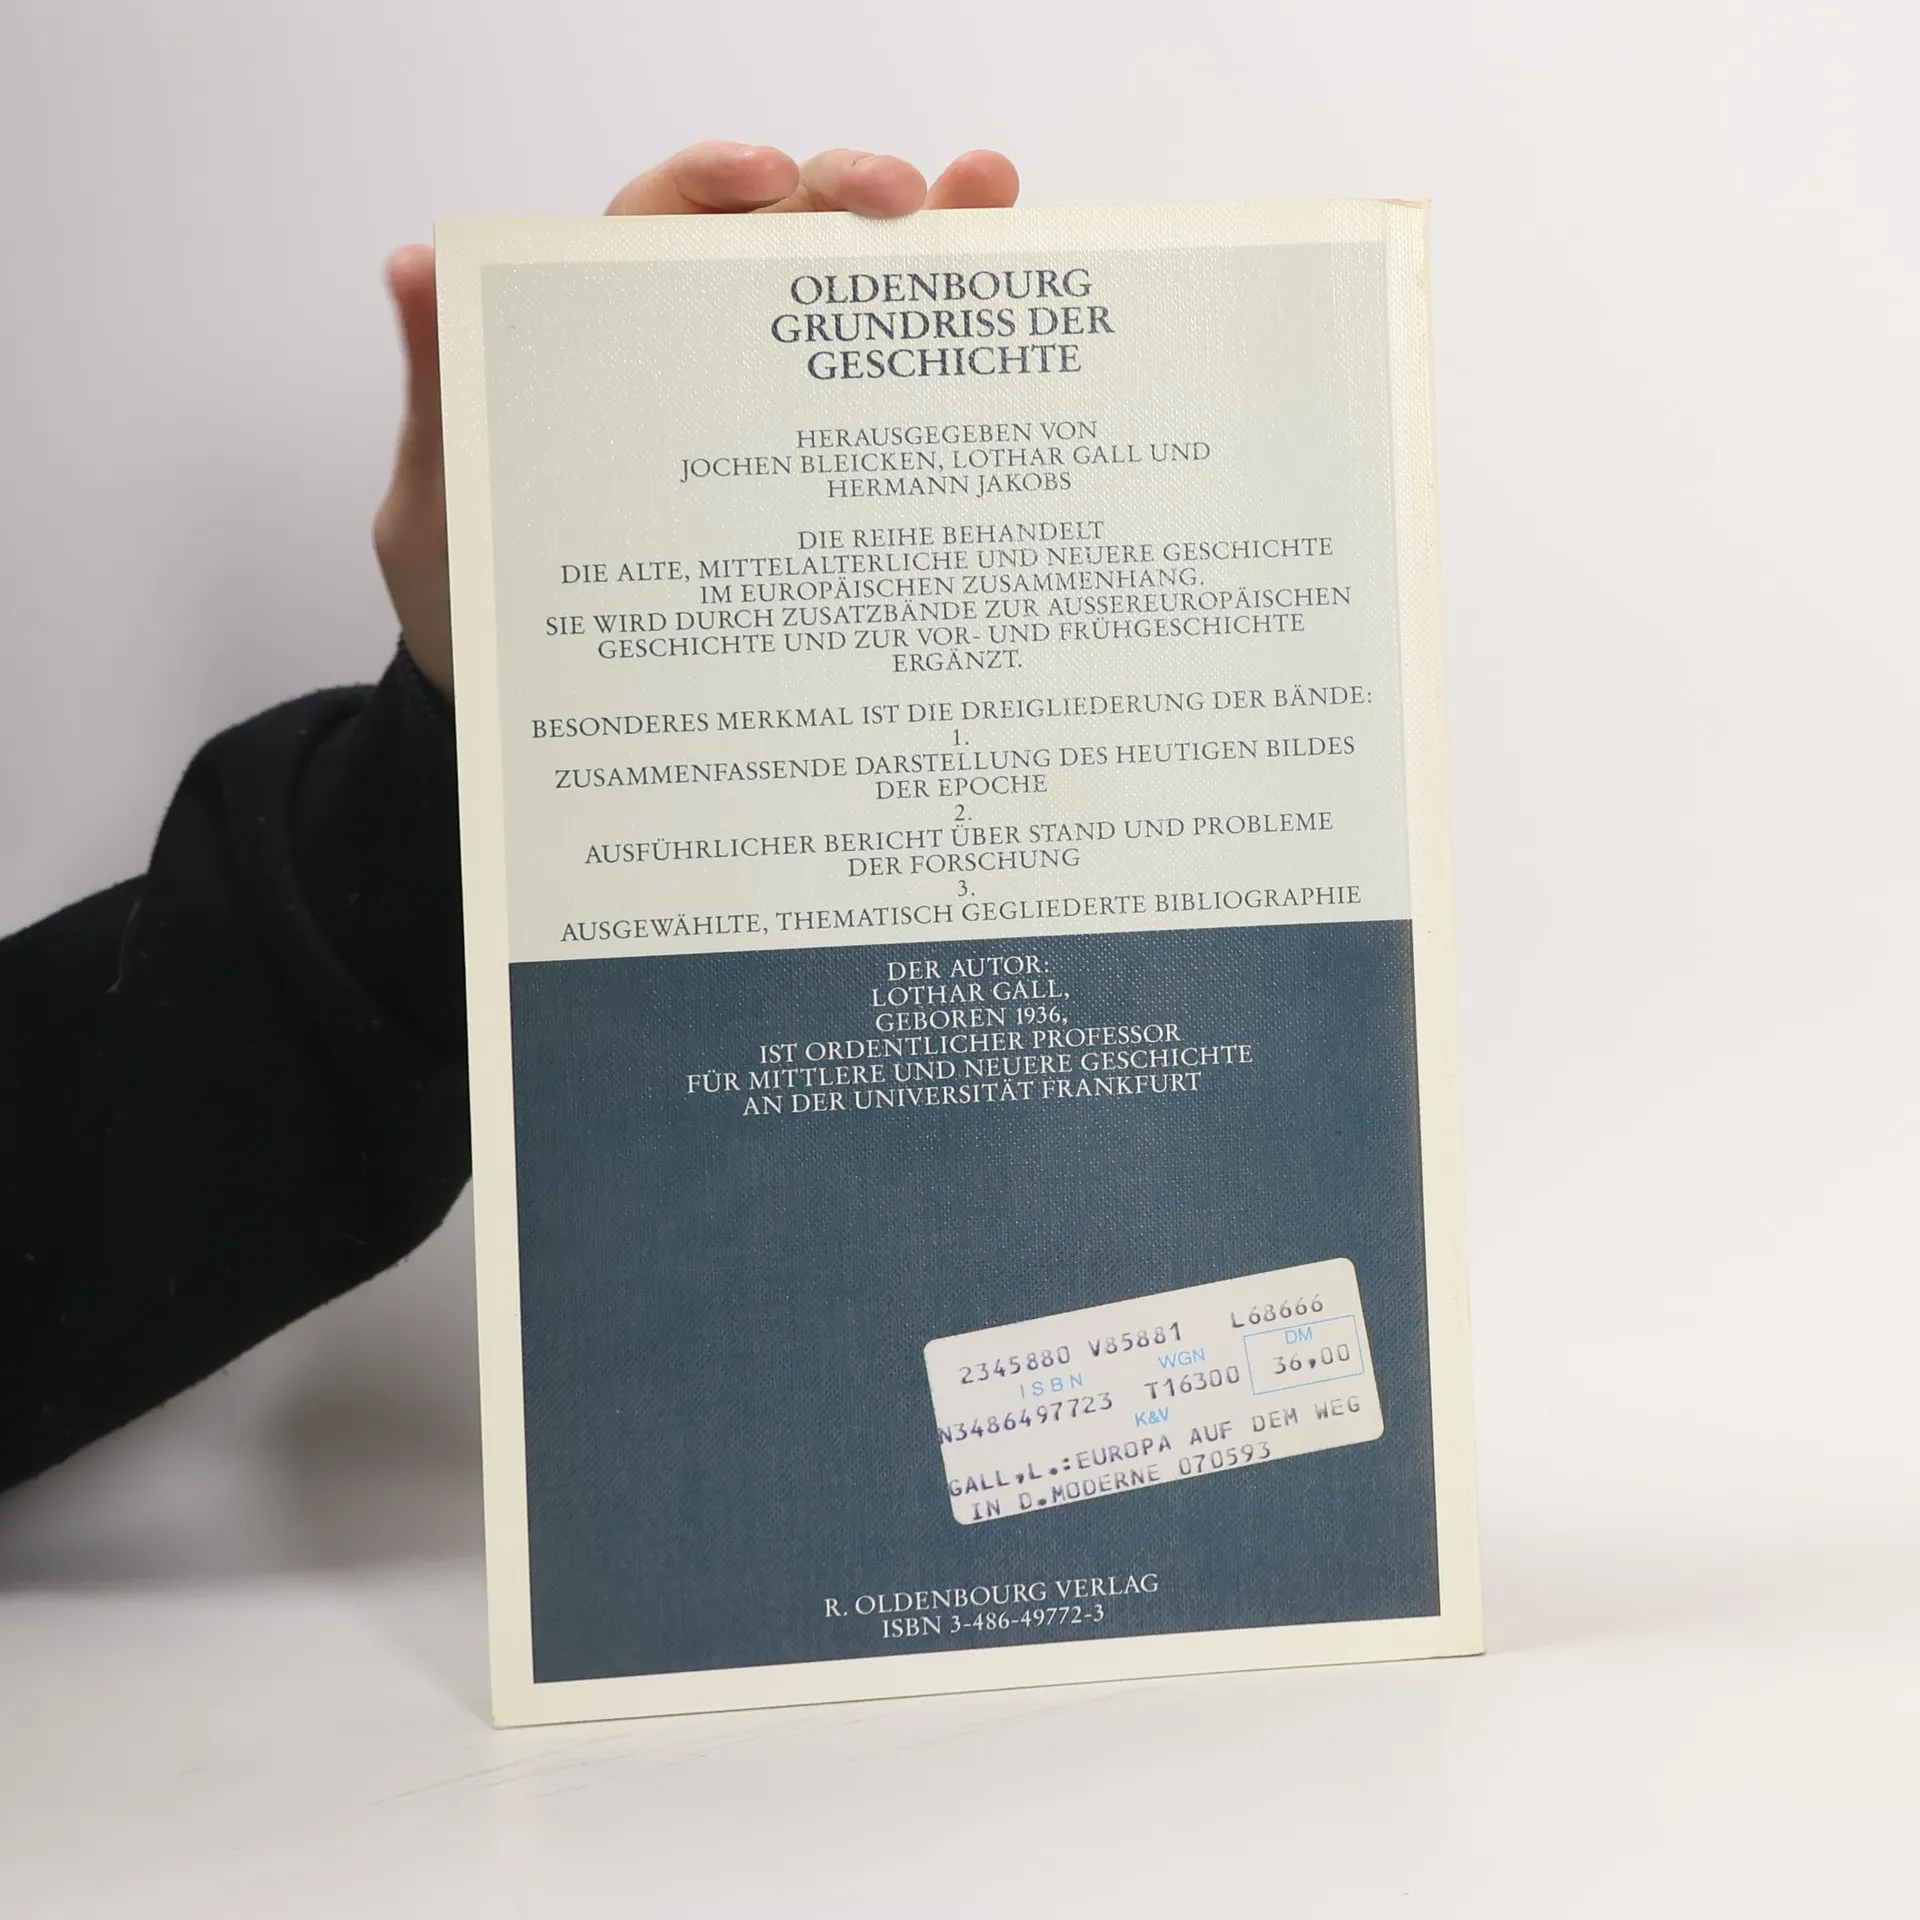 OLDENBOURG
GRUNDRISS DER
GESCHICHTE
HERAUSGEGEBEN VON
JOCHEN BLEICKEN, LOTHAR GALL UND
HERMANN JAKOBS
DIE REIHE BEHANDELT
DIE ALTE, MITTELALTERLICHE UND NEUERE GESCHICHTE
IM EUROPÄISCHEN ZUSAMMENHANG.
SIE WIRD DURCH ZUSATZBÄNDE ZUR AUSSEREUROPÄISCHEN
GESCHICHTE UND ZUR VOR- UND FRÜHGESCHICHTE
ERGÄNZT.
BESONDERES MERKMAL IST DIE DREIGLIEDERUNG DER BÄNDE:
1.
ZUSAMMENFASSENDE DARSTELLUNG DES HEUTIGEN BILDES
DER EPOCHE
2.
AUSFÜHRLICHER BERICHT ÜBER STAND UND PROBLEME
DER FORSCHUNG
3.
AUSGEWÄHLTE, THEMATISCH GEGLIEDERTE BIBLIOGRAPHIE
DER AUTOR:
LOTHAR GALL,
GEBOREN 1936,
IST ORDENTLICHER PROFESSOR
FÜR MITTLERE UND NEUERE GESCHICHTE
AN DER UNIVERSITÄT FRANKFURT
2345880 V85881 L68666
ISBN WGN DM
N3486497723 T16300 36,00
K&V
GALL,L.:EUROPA AUF DEM WEG
IN D.MODERNE 070593
R. OLDENBOURG VERLAG
ISBN 3-486-49772-3